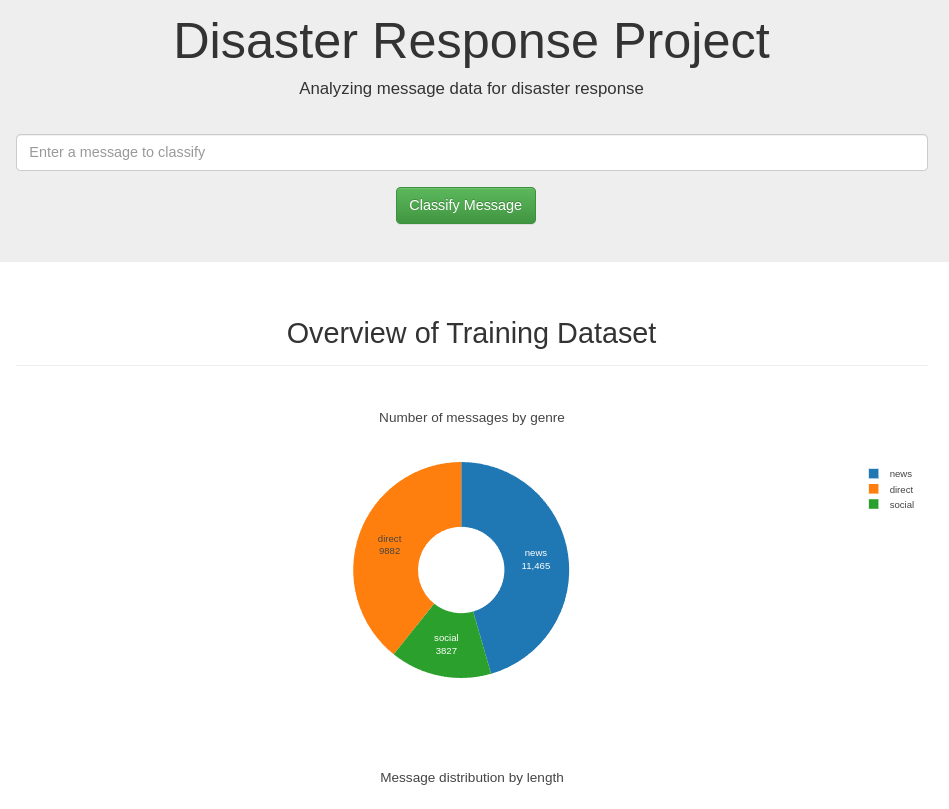 Disaster Response Project
Analyzing message data for disaster response
Enter a message to classify
Classify Message
Overview of Training Dataset
Number of messages by genre
news
direct
social
direct
9882
news
11,465
social
3827
Message distribution by length